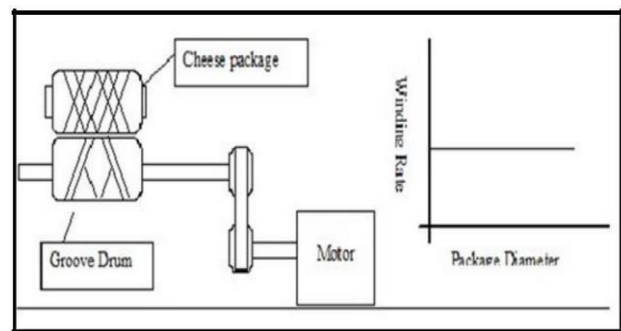 Cheese package
Groove Drum
Motor
Winding Rate
Package Diameter